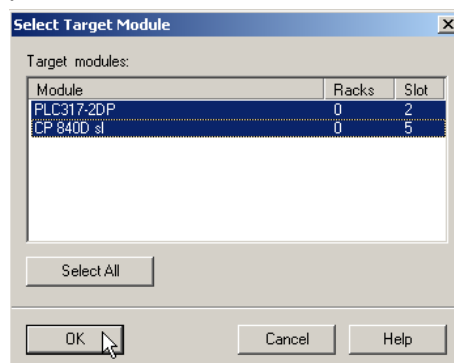 Select Target Module
Target modules:
Module Racks Slot
PLC317-2DP 0 2
CP 840D sl 0 5
Select All
OK Cancel Help